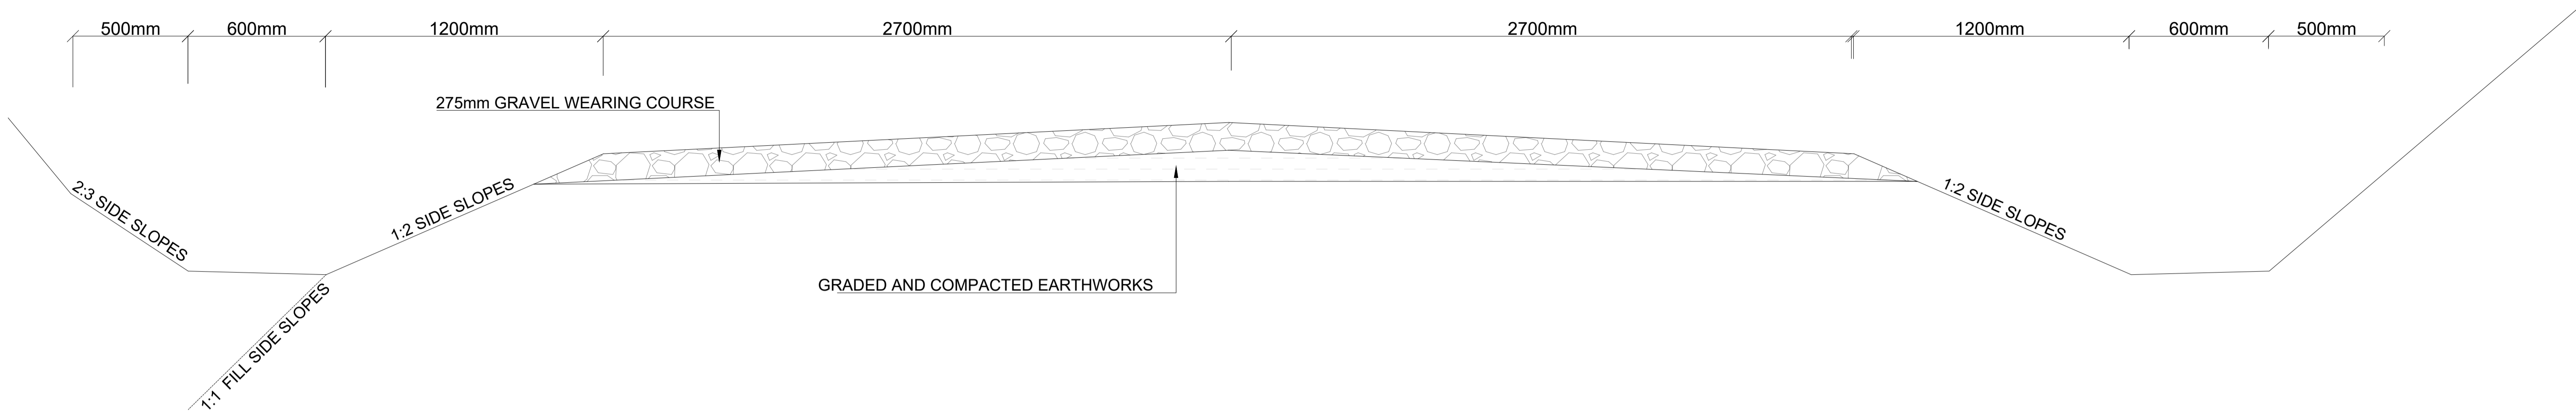 500mm
600mm
1200mm
2700mm
2700mm
1200mm
600mm
500mm
275mm GRAVEL WEARING COURSE
2:3 SIDE SLOPES
1:2 SIDE SLOPES
1:2 SIDE SLOPES
GRADED AND COMPACTED EARTHWORKS
1:1 FILL SIDE SLOPES